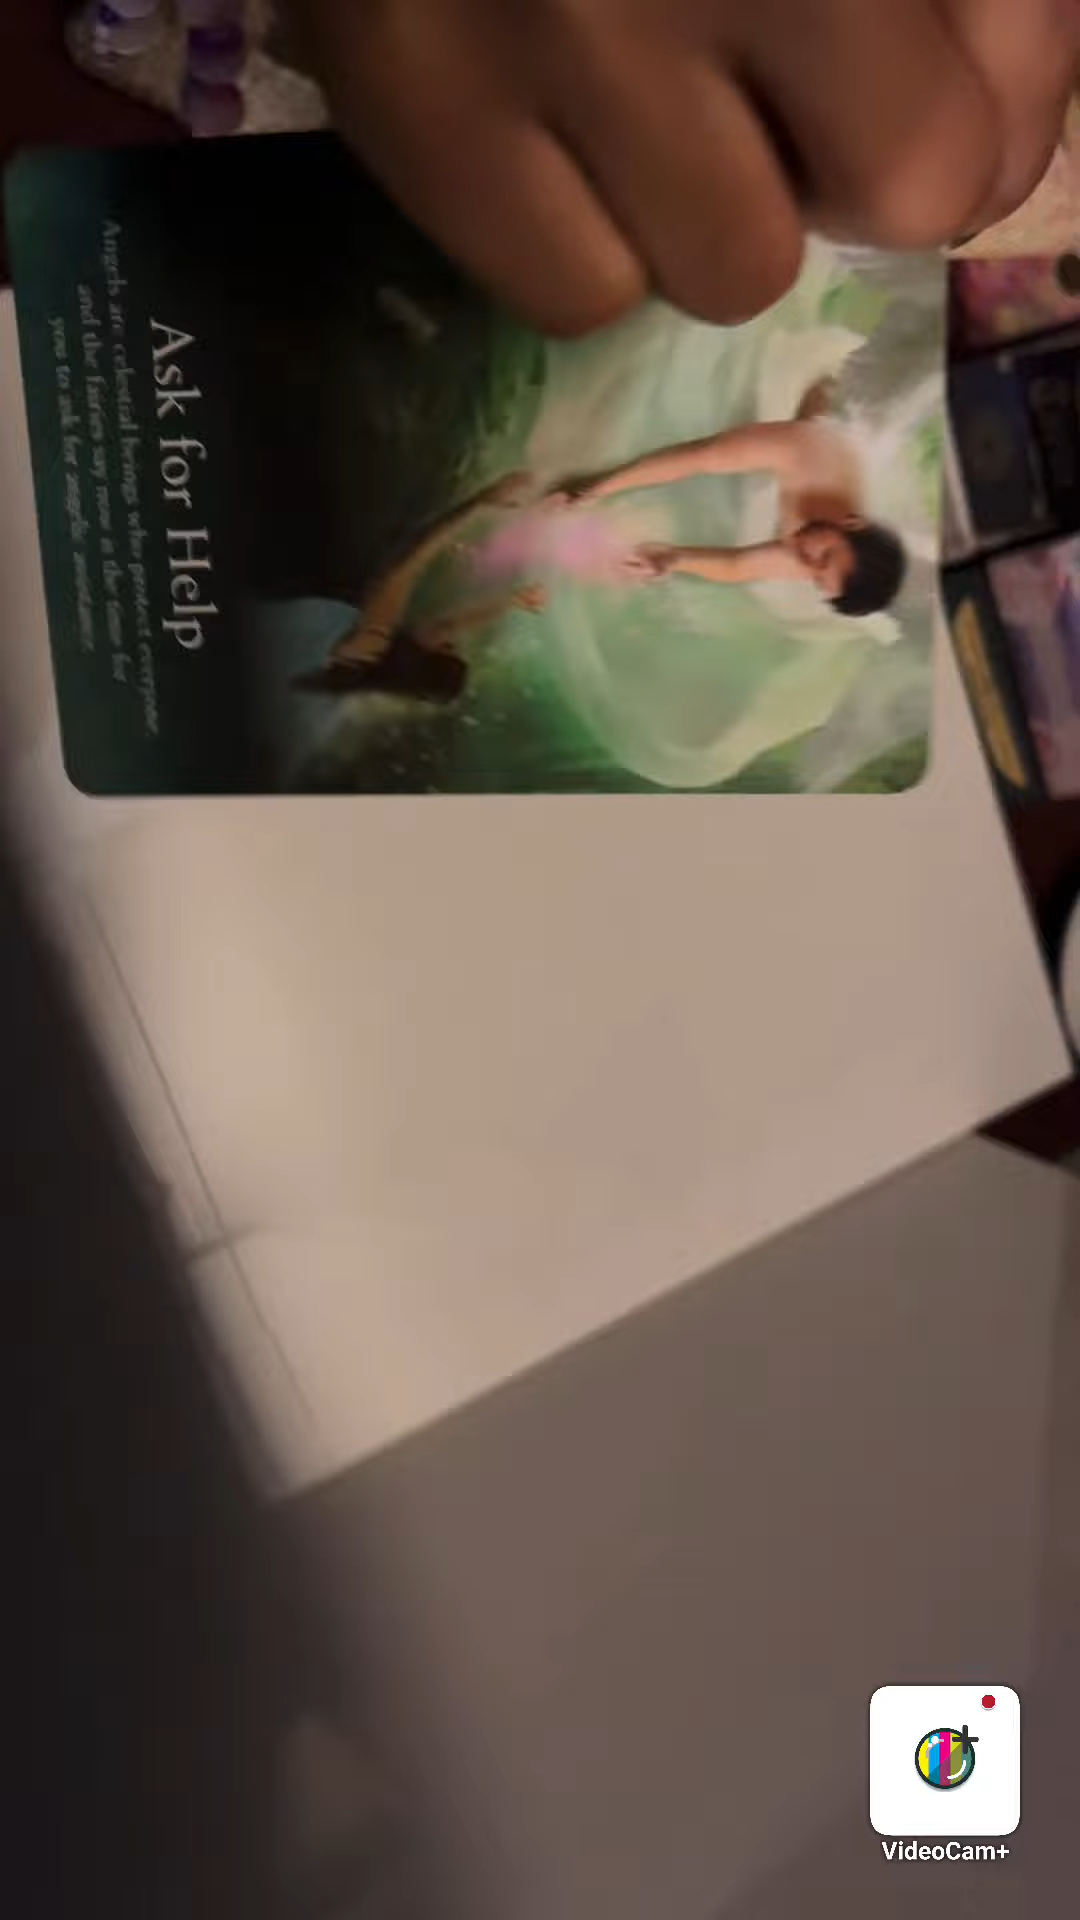 Ask for Help
Angels are celestial beings who protect everyone,
and the fairies say now is the time for
you to ask for angelic assistance.
VideoCam+